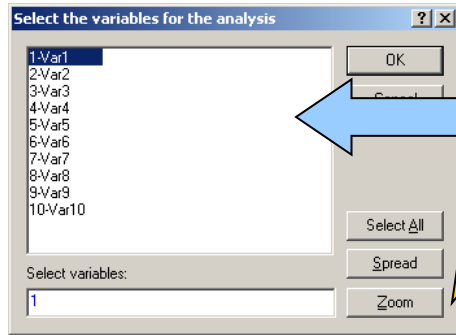 Select the variables for the analysis
1-Var1
2-Var2
3-Var3
4-Var4
5-Var5
6-Var6
7-Var7
8-Var8
9-Var9
10-Var10
OK
Select All
Spread
Zoom
Select variables:
1